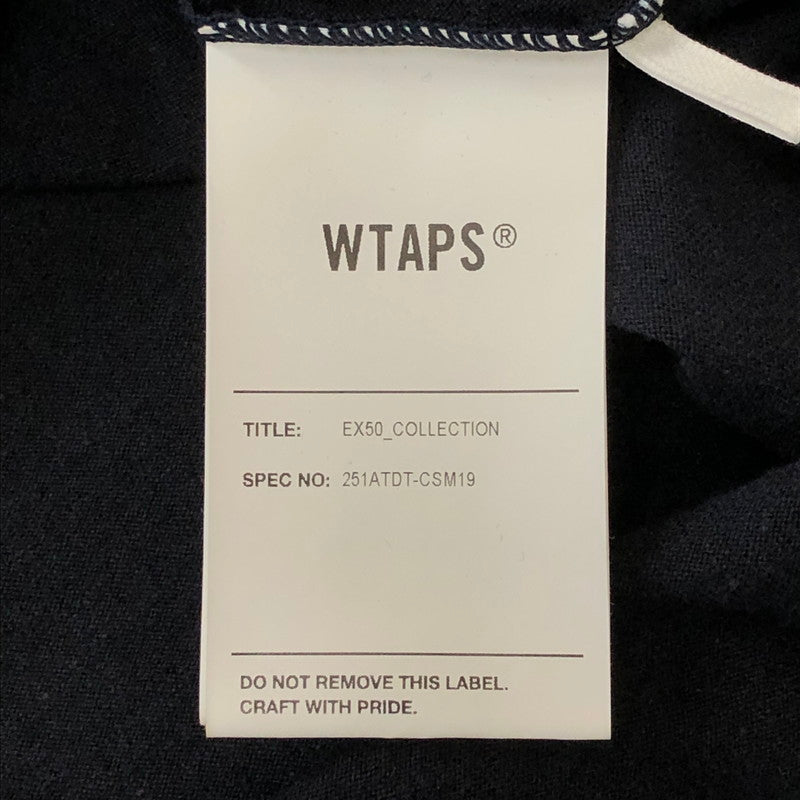 WTAPS®
TITLE: EX50_COLLECTION
SPEC NO: 251ATDT-CSM19
DO NOT REMOVE THIS LABEL.
CRAFT WITH PRIDE.